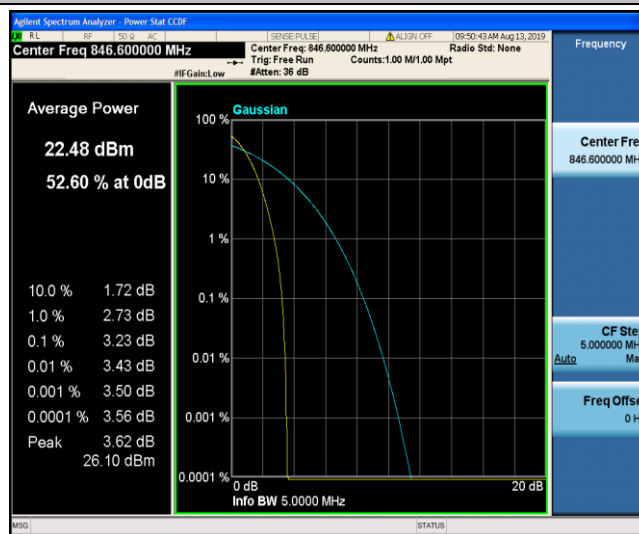 Agilent Spectrum Analyzer - Power Stat CCDF
RL RF 50 Ω AC SENSE:PULSE ALIGN OFF 09:50:43 AM Aug 13, 2019
Center Freq 846.600000 MHz
Center Freq: 846.600000 MHz Radio Std: None
Trig: Free Run Counts:1.00 M/1.00 Mpt
#IFGain:Low #Atten: 36 dB
Frequency
Average Power
22.48 dBm
52.60 % at 0dB
10.0 % 1.72 dB
1.0 % 2.73 dB
0.1 % 3.23 dB
0.01 % 3.43 dB
0.001 % 3.50 dB
0.0001 % 3.56 dB
Peak 3.62 dB
26.10 dBm
Gaussian
100 %
10 %
1 %
0.1 %
0.01 %
0.001 %
0.0001 %
0 dB 20 dB
Info BW 5.0000 MHz
Center Fre
846.600000 MH
CF Ste
5.000000 MH
Auto Ma
Freq Offse
0 H
MSG STATUS